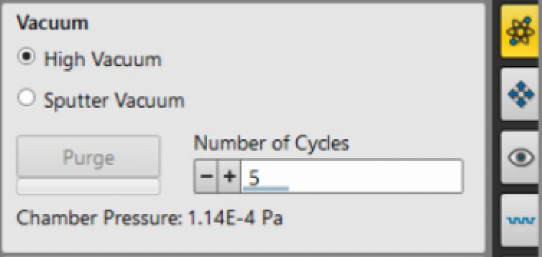 Vacuum
High Vacuum
Sputter Vacuum
Number of Cycles
Purge
- + 5
Chamber Pressure: 1.14E-4 Pa